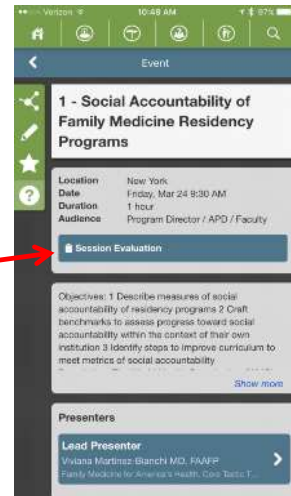 Verizon 10:48 AM 97%
Event
1 - Social Accountability of
Family Medicine Residency
Programs
Location New York
Date Friday, Mar 24 9:30 AM
Duration 1 hour
Audience Program Director / APD / Faculty
Session Evaluation
Objectives: 1 Describe measures of social
accountability of residency programs 2 Craft
benchmarks to assess progress toward social
accountability within the context of their own
institution 3 Identify steps to improve curriculum to
meet metrics of social accountability
Show more
Presenters
Lead Presenter
Viviana Martinez-Bianchi MD, FAAFP
Family Medicine for America's Health, Core Tactic T...